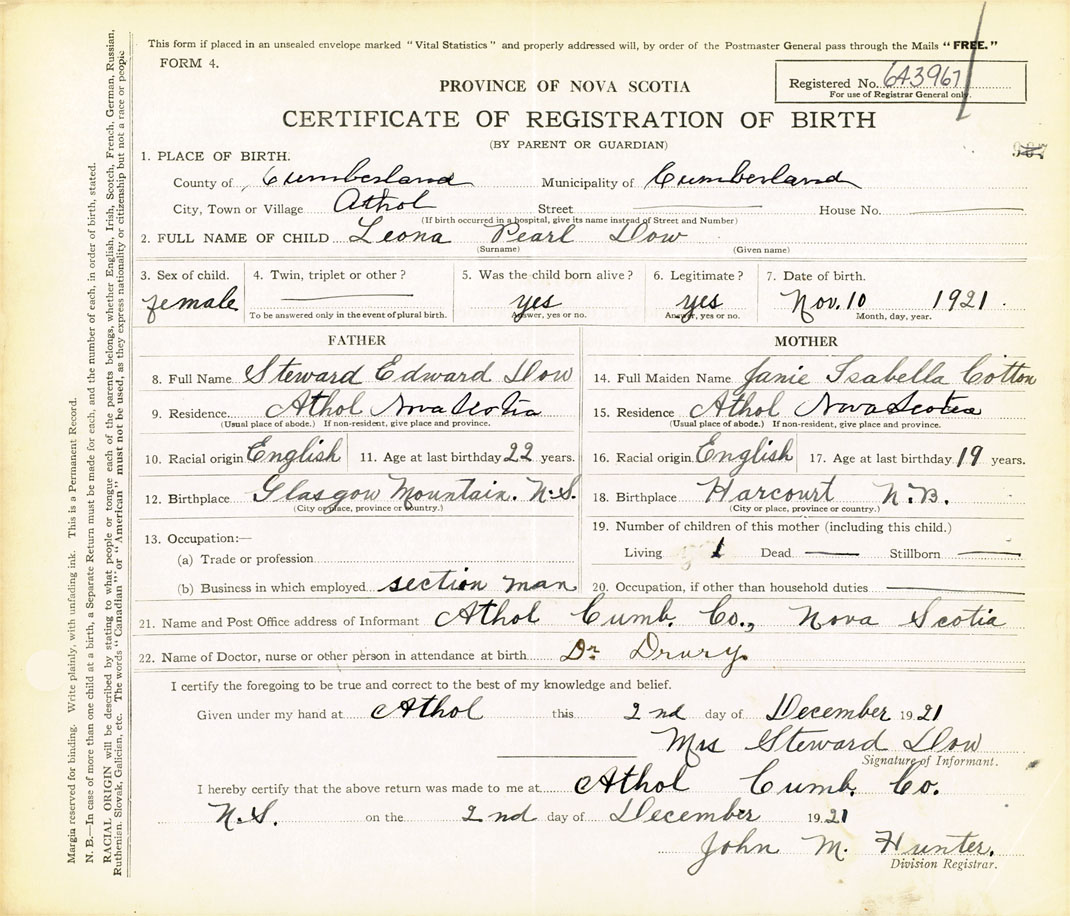 This form if placed in an unsealed envelope marked "Vital Statistics" and properly addressed will, by order of the Postmaster General pass through the Mails "FREE."
FORM 4.
PROVINCE OF NOVA SCOTIA
Registered No. 643967
For use of Registrar General only.
CERTIFICATE OF REGISTRATION OF BIRTH
(BY PARENT OR GUARDIAN)
1. PLACE OF BIRTH.
County of Cumberland Municipality of Cumberland
City, Town or Village Athol Street House No.
(If birth occurred in a hospital, give its name instead of Street and Number)
2. FULL NAME OF CHILD Leona Pearl Dow
(Surname) (Given name)
3. Sex of child. 4. Twin, triplet or other? 5. Was the child born alive? 6. Legitimate? 7. Date of birth.
female yes yes Nov. 10 1921.
To be answered only in the event of plural birth. Answer, yes or no. Answer, yes or no. Month, day, year.
FATHER MOTHER
8. Full Name Steward Edward Dow 14. Full Maiden Name Janie Isabella Cotton
9. Residence. Athol Nova Scotia 15. Residence Athol Nova Scotia
(Usual place of abode.) If non-resident, give place and province. (Usual place of abode.) If non-resident, give place and province.
10. Racial origin English 11. Age at last birthday 22 years. 16. Racial origin English 17. Age at last birthday 19 years.
12. Birthplace Glasgow Mountain. N.S. 18. Birthplace Harcourt N.B.
(City or place, province or country.) (City or place, province or country.)
13. Occupation:— 19. Number of children of this mother (including this child.)
(a) Trade or profession Living 1 Dead Stillborn
(b) Business in which employed section man 20. Occupation, if other than household duties
21. Name and Post Office address of Informant Athol Cumb. Co., Nova Scotia
22. Name of Doctor, nurse or other person in attendance at birth Dr Drury.
I certify the foregoing to be true and correct to the best of my knowledge and belief.
Given under my hand at Athol this 2nd day of December 1921
Mrs Steward Dow
Signature of Informant.
I hereby certify that the above return was made to me at Athol Cumb. Co.
N.S. on the 2nd day of December 1921
John M. Hunter.
Division Registrar.
Margin reserved for binding. Write plainly, with unfading ink. This is a Permanent Record.
N. B.—In case of more than one child at a birth, a Separate Return must be made for each, and the number of each, in order of birth, stated.
RACIAL ORIGIN will be described by stating to what people or tongue each of the parents belongs, whether English, Irish, Scotch, French, German, Russian,
Ruthenian, Slovak, Galician, etc. The words "Canadian" or "American" must not be used, as they express nationality or citizenship but not a race or people